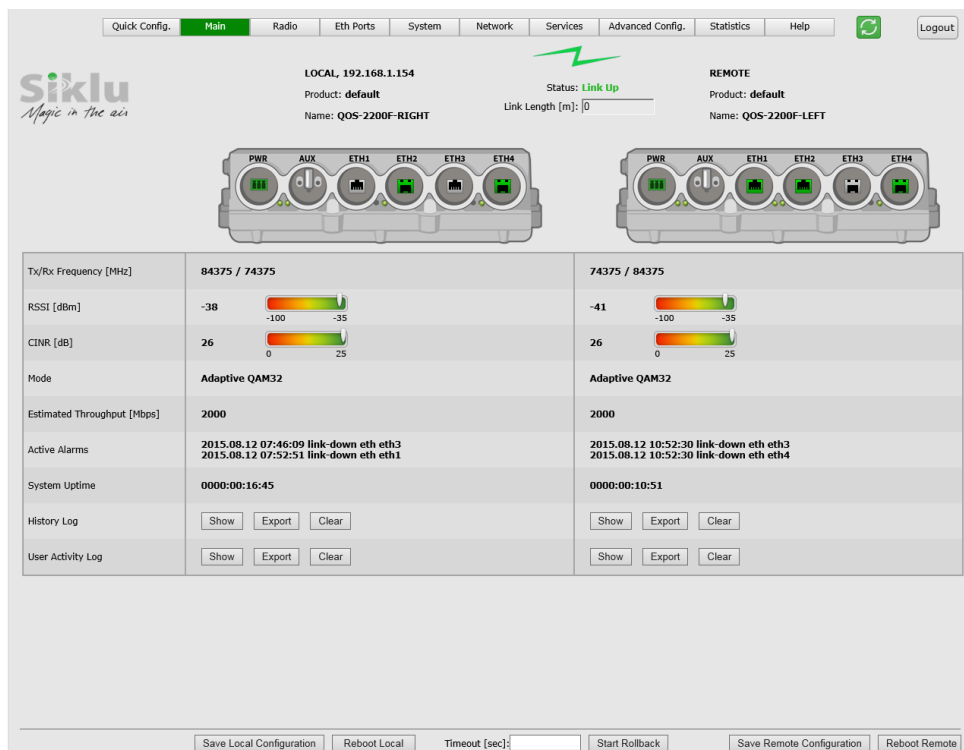 Quick Config. Main Radio Eth Ports System Network Services Advanced Config. Statistics Help Logout
Siklu
Magic in the air
LOCAL, 192.168.1.154
Product: default
Name: QOS-2200F-RIGHT
Status: Link Up
Link Length [m]: 0
REMOTE
Product: default
Name: QOS-2200F-LEFT
PWR AUX ETH1 ETH2 ETH3 ETH4
PWR AUX ETH1 ETH2 ETH3 ETH4
Tx/Rx Frequency [MHz] 84375 / 74375 74375 / 84375
RSSI [dBm] -38 -41
-100 -35 -100 -35
CINR [dB] 26 26
0 25 0 25
Mode Adaptive QAM32 Adaptive QAM32
Estimated Throughput [Mbps] 2000 2000
Active Alarms
2015.08.12 07:46:09 link-down eth eth3
2015.08.12 07:52:51 link-down eth eth1
2015.08.12 10:52:30 link-down eth eth3
2015.08.12 10:52:30 link-down eth eth4
System Uptime 0000:00:16:45 0000:00:10:51
History Log Show Export Clear Show Export Clear
User Activity Log Show Export Clear Show Export Clear
Save Local Configuration Reboot Local Timeout [sec]: Start Rollback Save Remote Configuration Reboot Remote